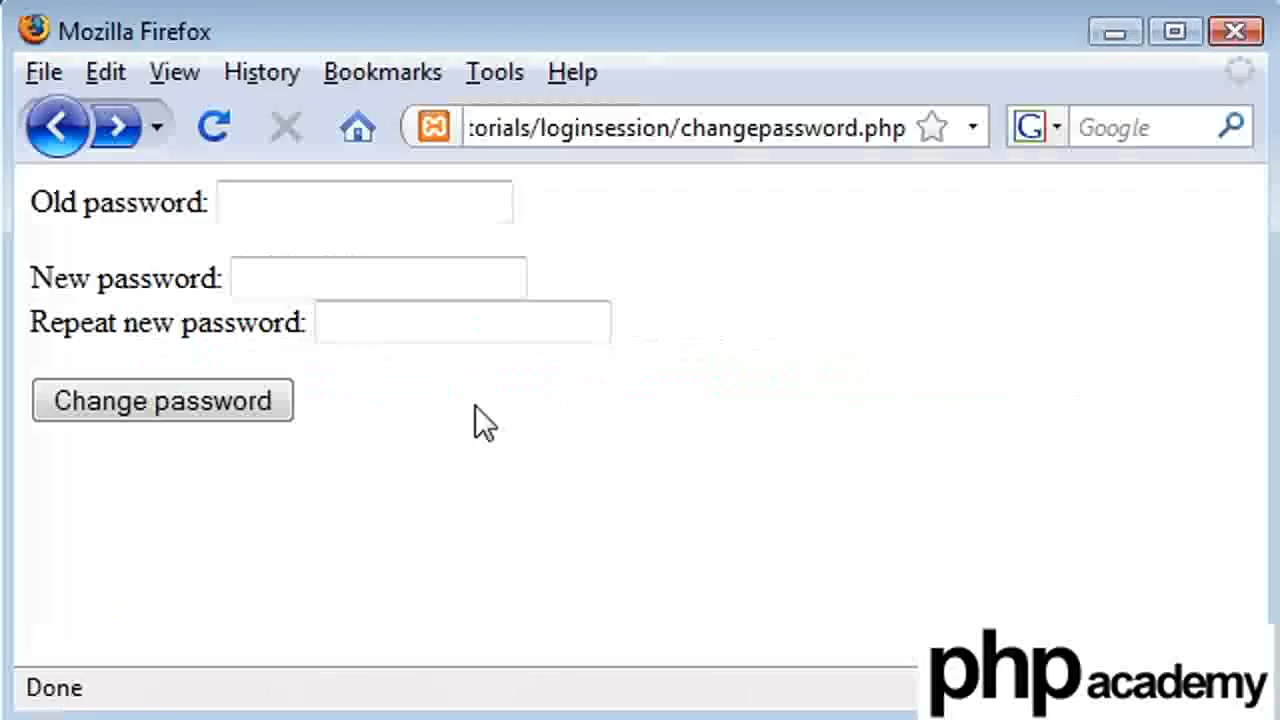 Mozilla Firefox
File Edit View History Bookmarks Tools Help
:orials/loginsession/changepassword.php G Google
Old password:
New password:
Repeat new password:
Change password
Done
php academy